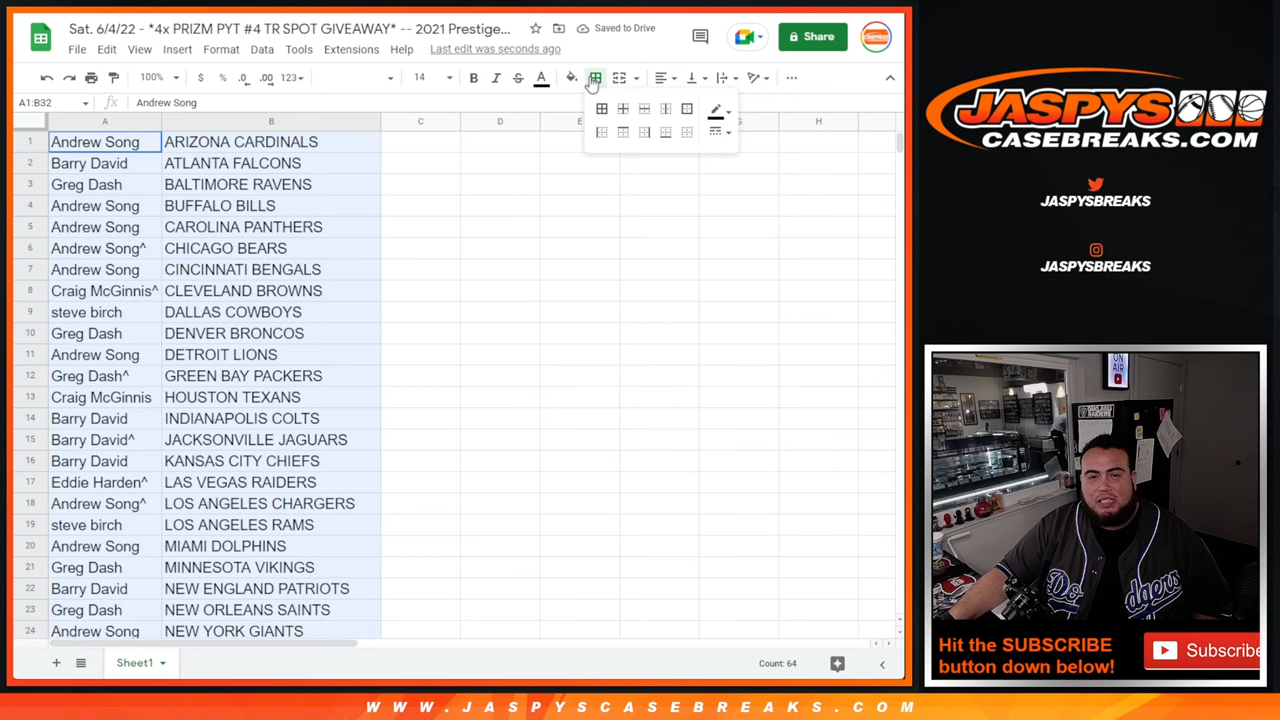 Sat. 6/4/22 - *4x PRIZM PYT #4 TR SPOT GIVEAWAY* -- 2021 Prestige...
Saved to Drive
Share
File Edit View Insert Format Data Tools Extensions Help Last edit was seconds ago
100% $ % .0 .00 123 14 B I S A
A1:B32 fx Andrew Song
A B C D E G H
1 Andrew Song ARIZONA CARDINALS
2 Barry David ATLANTA FALCONS
3 Greg Dash BALTIMORE RAVENS
4 Andrew Song BUFFALO BILLS
5 Andrew Song CAROLINA PANTHERS
6 Andrew Song^ CHICAGO BEARS
7 Andrew Song CINCINNATI BENGALS
8 Craig McGinnis^ CLEVELAND BROWNS
9 steve birch DALLAS COWBOYS
10 Greg Dash DENVER BRONCOS
11 Andrew Song DETROIT LIONS
12 Greg Dash^ GREEN BAY PACKERS
13 Craig McGinnis HOUSTON TEXANS
14 Barry David INDIANAPOLIS COLTS
15 Barry David^ JACKSONVILLE JAGUARS
16 Barry David KANSAS CITY CHIEFS
17 Eddie Harden^ LAS VEGAS RAIDERS
18 Andrew Song^ LOS ANGELES CHARGERS
19 steve birch LOS ANGELES RAMS
20 Andrew Song MIAMI DOLPHINS
21 Greg Dash MINNESOTA VIKINGS
22 Barry David NEW ENGLAND PATRIOTS
23 Greg Dash NEW ORLEANS SAINTS
24 Andrew Song NEW YORK GIANTS
Sheet1
Count: 64
JASPYS
CASEBREAKS.COM
JASPYSBREAKS
JASPYSBREAKS
ON AIR
OAKLAND RAIDERS
Dodgers
Hit the SUBSCRIBE
button down below!
Subscribe
WWW.JASPYSCASEBREAKS.COM